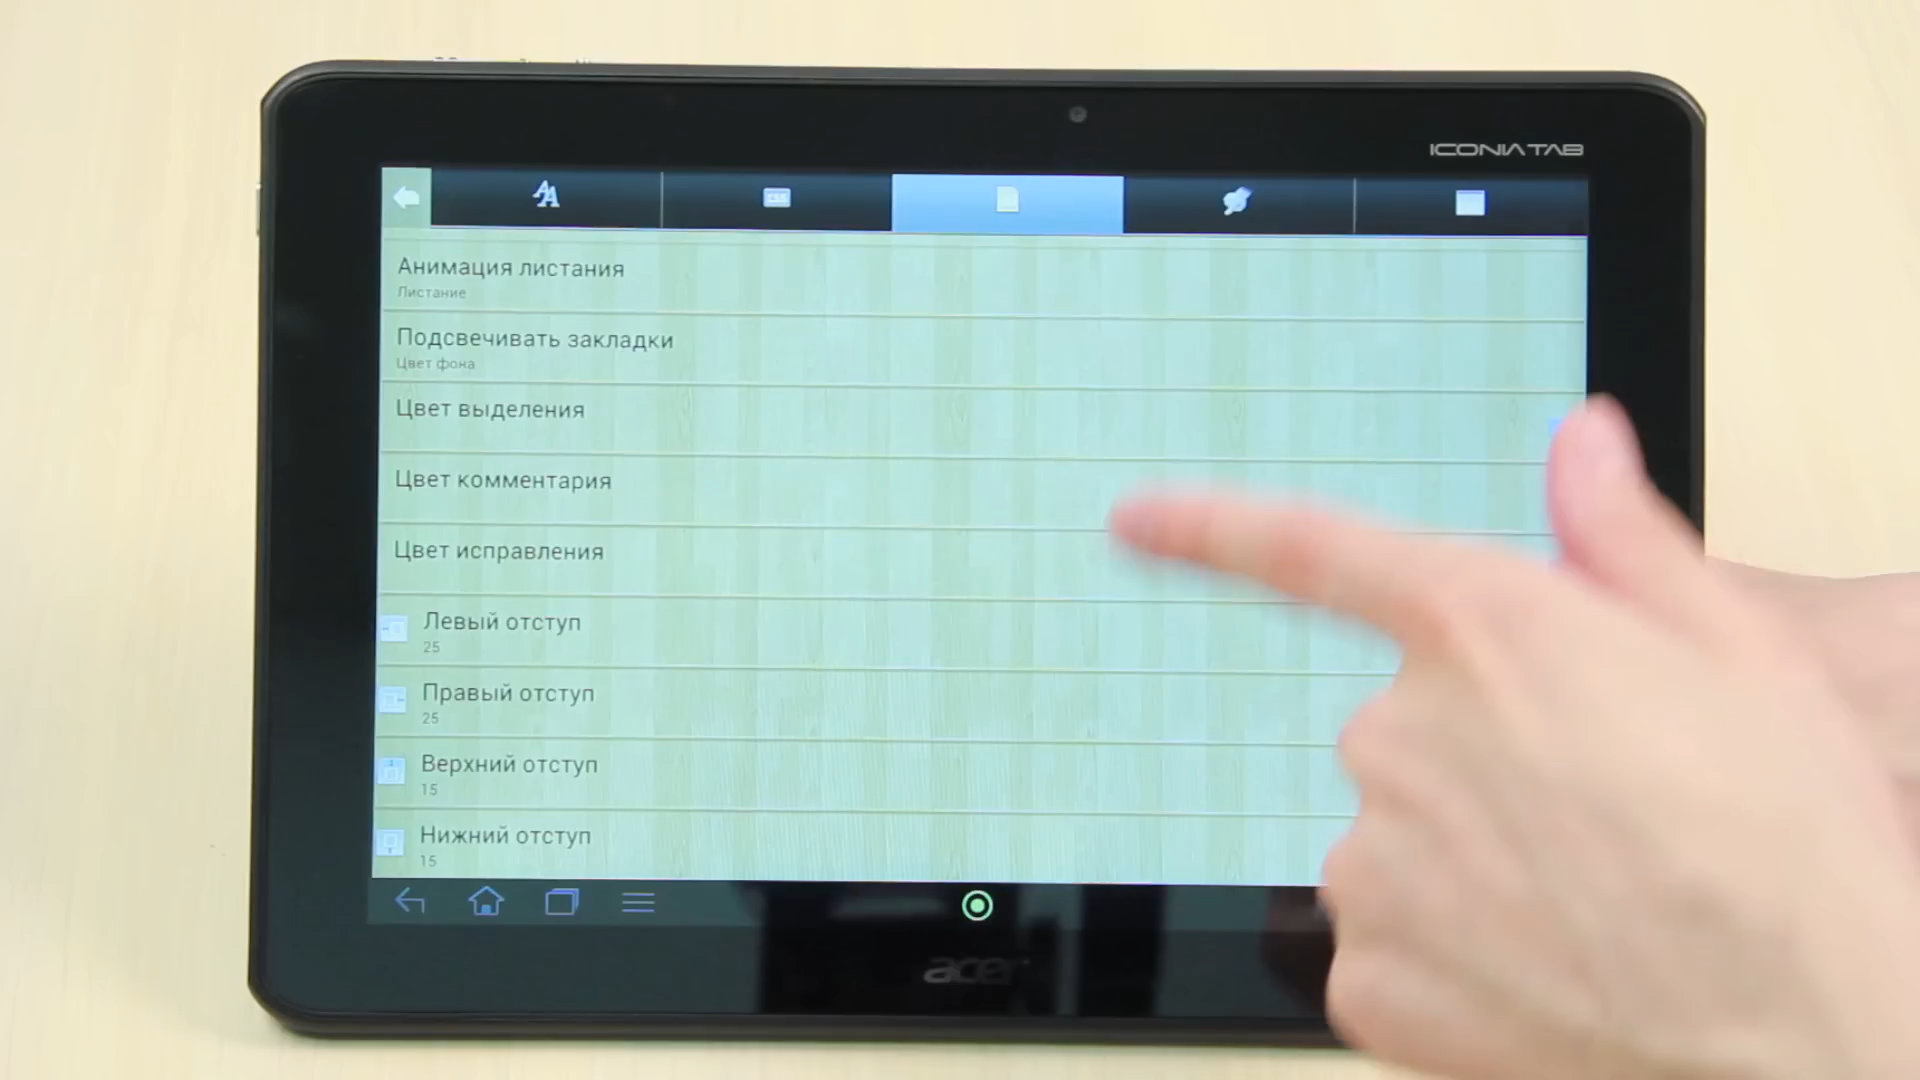 ICONIA TAB
CSS
Анимация листания
Листание
Подсвечивать закладки
Цвет фона
Цвет выделения
Цвет комментария
Цвет исправления
Левый отступ
25
Правый отступ
25
Верхний отступ
15
Нижний отступ
15
acer